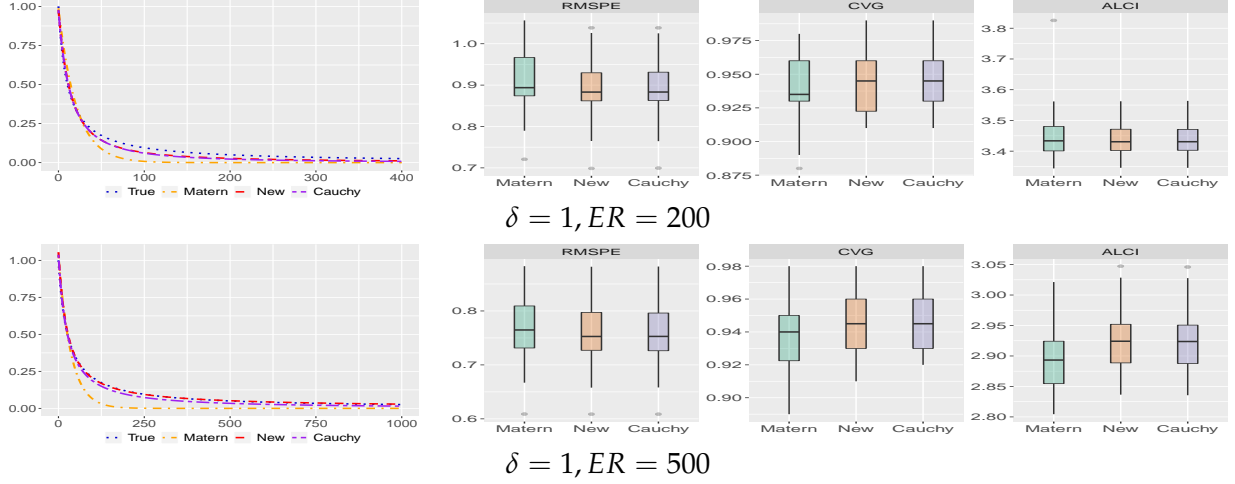 RMSPE CVG ALCI
1.00
0.75
0.50
0.25
0.00
0 100 200 300 400
True Matern New Cauchy
1.0
0.9
0.8
0.7
Matern New Cauchy
0.975
0.950
0.925
0.900
0.875
Matern New Cauchy
3.8
3.7
3.6
3.5
3.4
Matern New Cauchy
δ = 1, ER = 200
RMSPE CVG ALCI
1.00
0.75
0.50
0.25
0.00
0 250 500 750 1000
True Matern New Cauchy
0.8
0.7
0.6
Matern New Cauchy
0.98
0.96
0.94
0.92
0.90
Matern New Cauchy
3.05
3.00
2.95
2.90
2.85
2.80
Matern New Cauchy
δ = 1, ER = 500